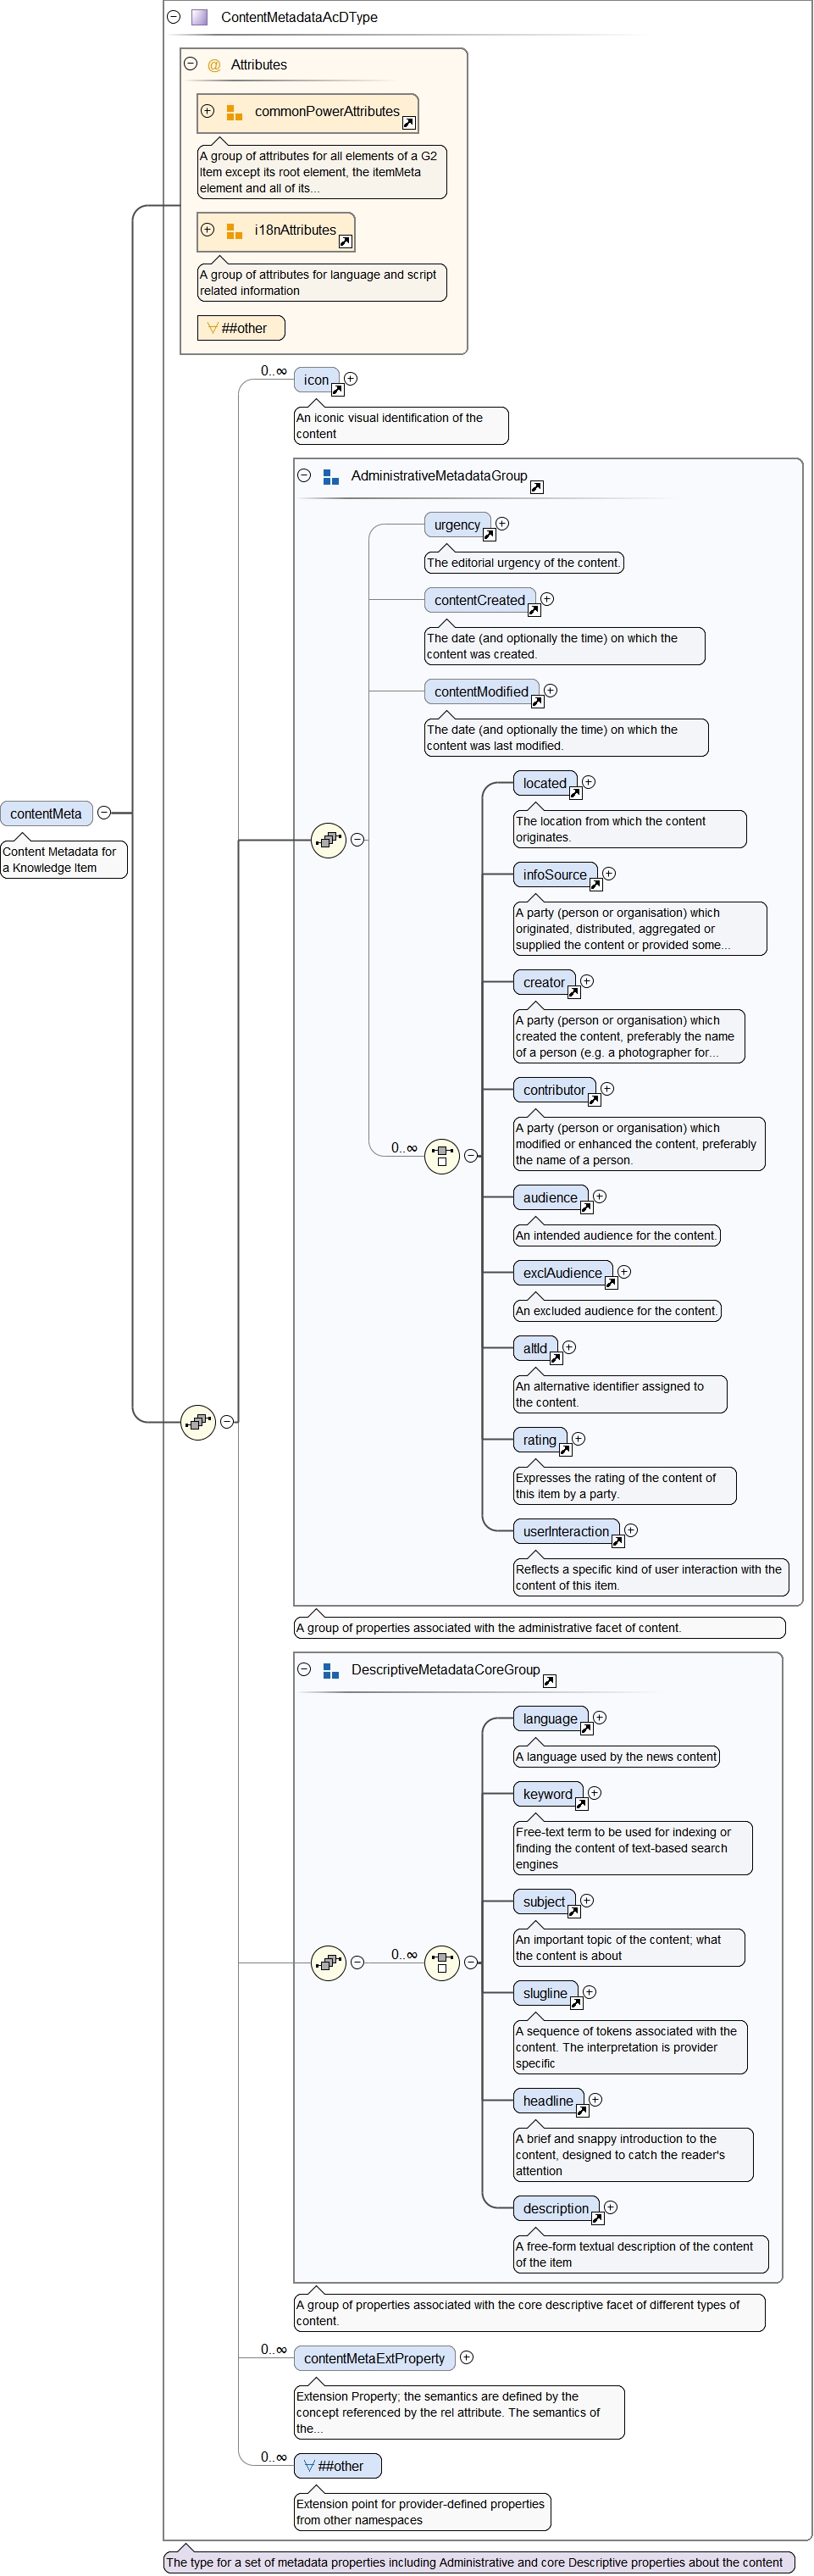 ContentMetadataAcDType
@ Attributes
commonPowerAttributes
A group of attributes for all elements of a G2
Item except its root element, the itemMeta
element and all of its...
i18nAttributes
A group of attributes for language and script
related information
##other
0..∞
icon
An iconic visual identification of the
content
AdministrativeMetadataGroup
urgency
The editorial urgency of the content.
contentCreated
The date (and optionally the time) on which the
content was created.
contentModified
The date (and optionally the time) on which the
content was last modified.
located
The location from which the content
originates.
contentMeta
Content Metadata for
a Knowledge Item
infoSource
A party (person or organisation) which
originated, distributed, aggregated or
supplied the content or provided some...
creator
A party (person or organisation) which
created the content, preferably the name
of a person (e.g. a photographer for...
contributor
A party (person or organisation) which
modified or enhanced the content, preferably
the name of a person.
0..∞
audience
An intended audience for the content.
exclAudience
An excluded audience for the content.
altId
An alternative identifier assigned to
the content.
rating
Expresses the rating of the content of
this item by a party.
userInteraction
Reflects a specific kind of user interaction with the
content of this item.
A group of properties associated with the administrative facet of content.
DescriptiveMetadataCoreGroup
language
A language used by the news content
keyword
Free-text term to be used for indexing or
finding the content of text-based search
engines
subject
An important topic of the content; what
the content is about
0..∞
slugline
A sequence of tokens associated with the
content. The interpretation is provider
specific
headline
A brief and snappy introduction to the
content, designed to catch the reader's
attention
description
A free-form textual description of the content
of the item
A group of properties associated with the core descriptive facet of different types of
content.
0..∞
contentMetaExtProperty
Extension Property; the semantics are defined by the
concept referenced by the rel attribute. The semantics of
the...
0..∞
##other
Extension point for provider-defined properties
from other namespaces
The type for a set of metadata properties including Administrative and core Descriptive properties about the content